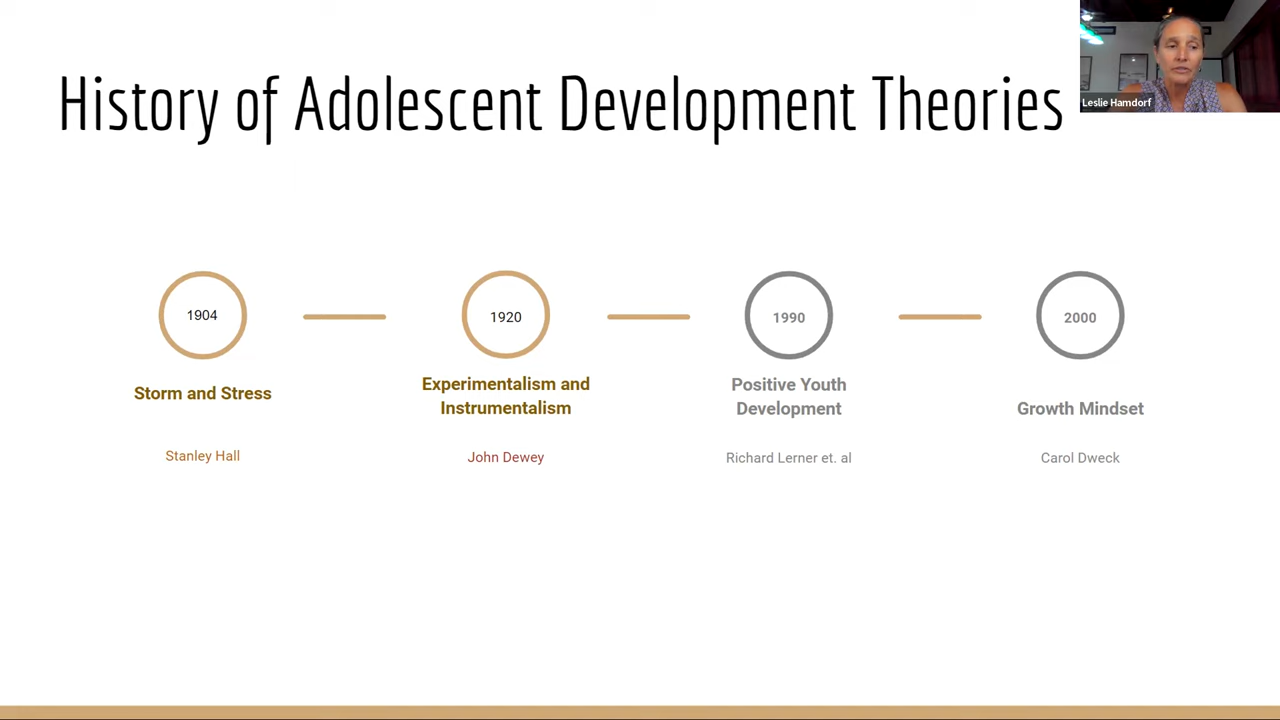 History of Adolescent Development Theories
Leslie Hamdorf
1904
1920
1990
2000
Storm and Stress
Experimentalism and
Instrumentalism
Positive Youth
Development
Growth Mindset
Stanley Hall
John Dewey
Richard Lerner et. al
Carol Dweck